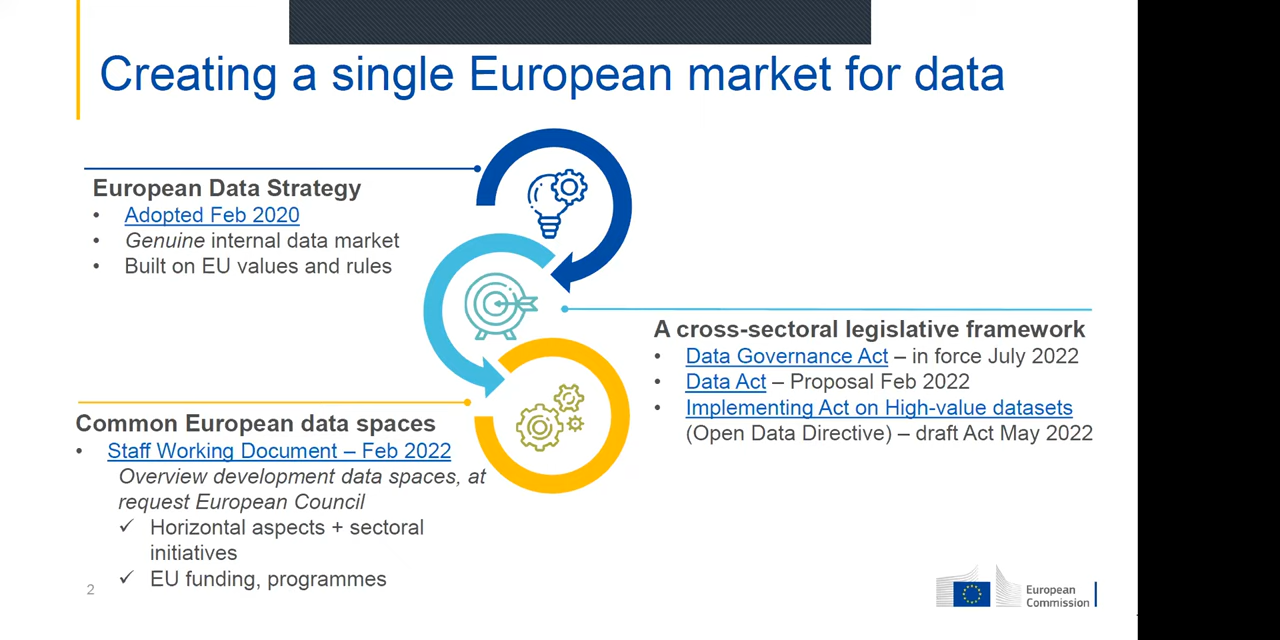 Creating a single European market for data
European Data Strategy
• Adopted Feb 2020
• Genuine internal data market
• Built on EU values and rules
A cross-sectoral legislative framework
• Data Governance Act – in force July 2022
• Data Act – Proposal Feb 2022
• Implementing Act on High-value datasets
(Open Data Directive) – draft Act May 2022
Common European data spaces
• Staff Working Document – Feb 2022
Overview development data spaces, at
request European Council
✓ Horizontal aspects + sectoral
initiatives
✓ EU funding, programmes
2
European
Commission